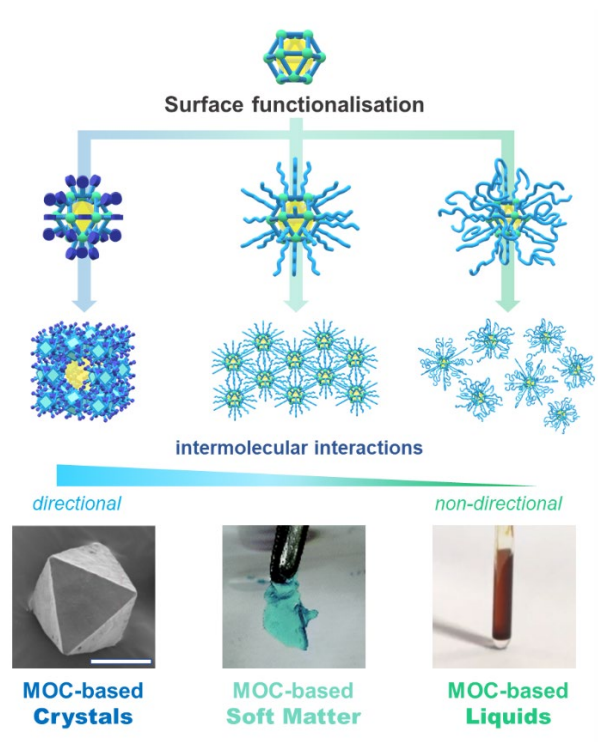 Surface functionalisation
intermolecular interactions
directional
non-directional
MOC-based
Crystals
MOC-based
Soft Matter
MOC-based
Liquids